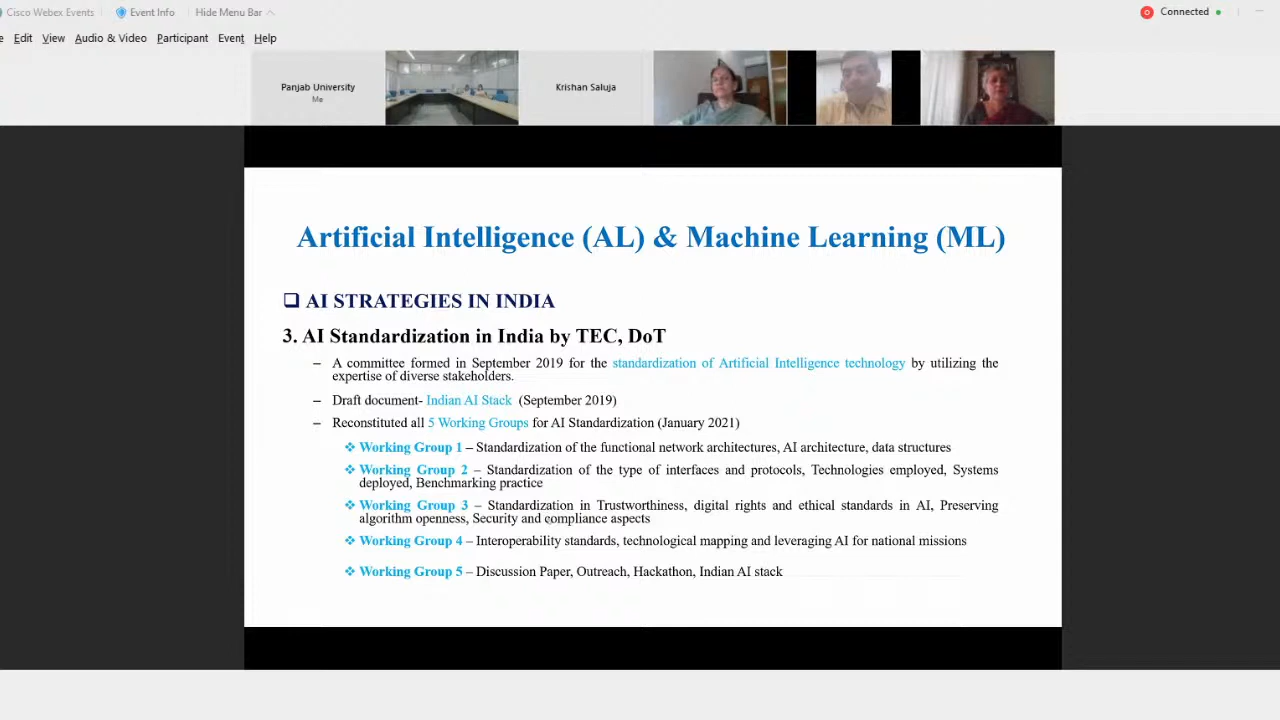 Cisco Webex Events Event Info Hide Menu Bar Connected
Edit View Audio & Video Participant Event Help
Panjab University
Me
Krishan Saluja
Artificial Intelligence (AL) & Machine Learning (ML)
AI STRATEGIES IN INDIA
3. AI Standardization in India by TEC, DoT
– A committee formed in September 2019 for the standardization of Artificial Intelligence technology by utilizing the
expertise of diverse stakeholders.
– Draft document- Indian AI Stack (September 2019)
– Reconstituted all 5 Working Groups for AI Standardization (January 2021)
❖ Working Group 1 – Standardization of the functional network architectures, AI architecture, data structures
❖ Working Group 2 – Standardization of the type of interfaces and protocols, Technologies employed, Systems
deployed, Benchmarking practice
❖ Working Group 3 – Standardization in Trustworthiness, digital rights and ethical standards in AI, Preserving
algorithm openness, Security and compliance aspects
❖ Working Group 4 – Interoperability standards, technological mapping and leveraging AI for national missions
❖ Working Group 5 – Discussion Paper, Outreach, Hackathon, Indian AI stack